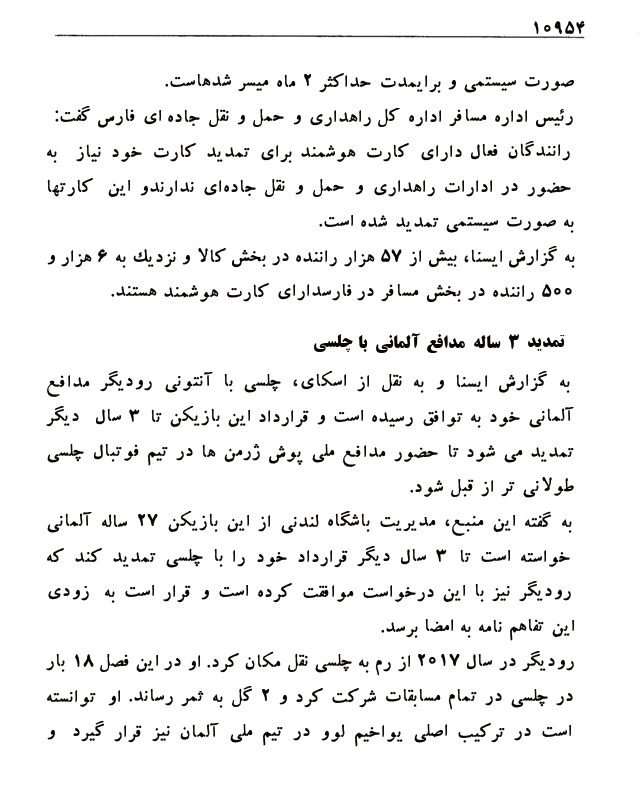 ۱۰۹۵۴
صورت سیستمی و برایمدت حداکثر ۲ ماه میسر شدهاست.
رئیس اداره مسافر اداره کل راهداری و حمل و نقل جاده ای فارس گفت:
رانندگان فعال دارای کارت هوشمند برای تمدید کارت خود نیاز به
حضور در ادارات راهداری و حمل و نقل جاده‌ای ندارندو این کارتها
به صورت سیستمی تمدید شده است.
به گزارش ایسنا، بیش از ۵۷ هزار راننده در بخش کالا و نزدیك به ۶ هزار و
۵۰۰ راننده در بخش مسافر در فارسدارای کارت هوشمند هستند.
تمدید ۳ ساله مدافع آلمانی با چلسی
به گزارش ایسنا و به نقل از اسکای، چلسی با آنتونی رودیگر مدافع
آلمانی خود به توافق رسیده است و قرارداد این بازیکن تا ۳ سال دیگر
تمدید می شود تا حضور مدافع ملی پوش ژرمن ها در تیم فوتبال چلسی
طولانی تر از قبل شود.
به گفته این منبع، مدیریت باشگاه لندنی از این بازیکن ۲۷ ساله آلمانی
خواسته است تا ۳ سال دیگر قرارداد خود را با چلسی تمدید کند که
رودیگر نیز با این درخواست موافقت کرده است و قرار است به زودی
این تفاهم نامه به امضا برسد.
رودیگر در سال ۲۰۱۷ از رم به چلسی نقل مکان کرد. او در این فصل ۱۸ بار
در چلسی در تمام مسابقات شرکت کرد و ۲ گل به ثمر رساند. او توانسته
است در ترکیب اصلی یواخیم لوو در تیم ملی آلمان نیز قرار گیرد و